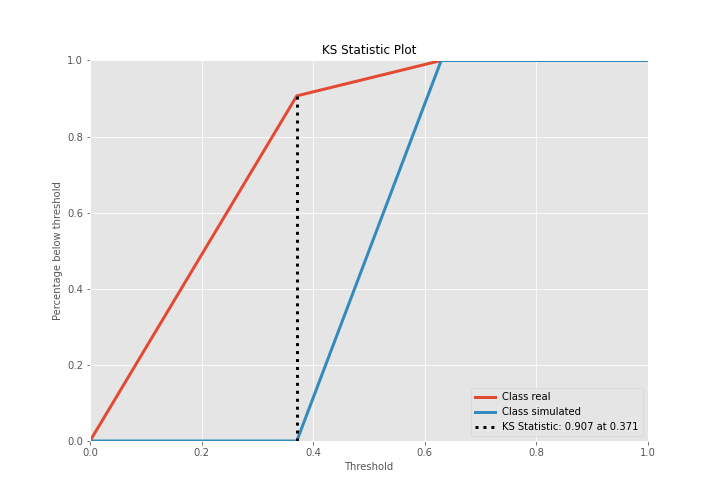 KS Statistic Plot
1.0
0.8
0.6
0.4
0.2
0.0
Percentage below threshold
Class real
Class simulated
KS Statistic: 0.907 at 0.371
0.0 0.2 0.4 0.6 0.8 1.0
Threshold